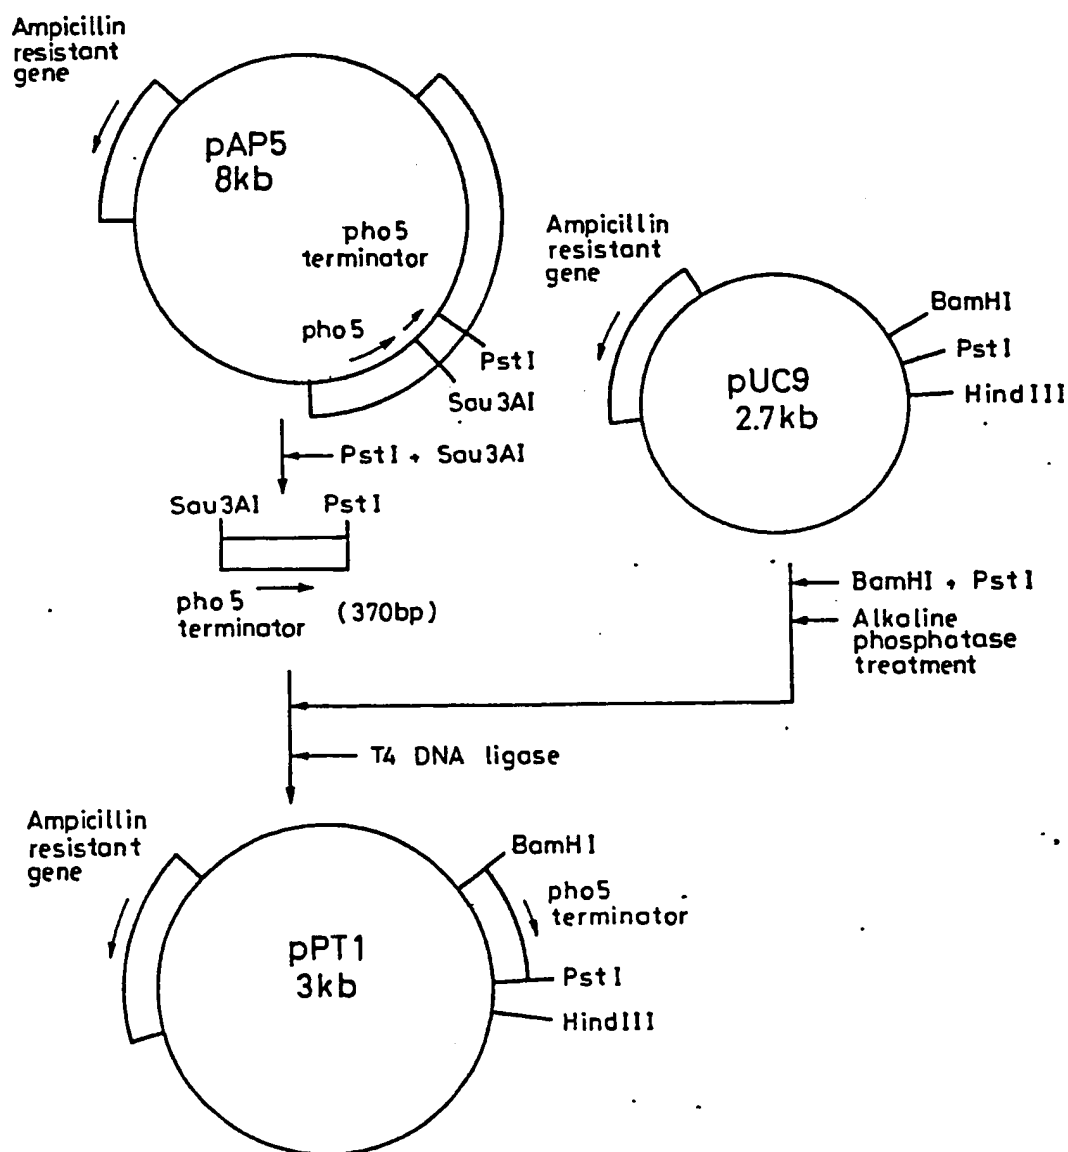 Ampicillin
resistant
gene
pAP5
8kb
pho5
terminator
pho5
PstI
Sau3AI
Ampicillin
resistant
gene
BamHI
PstI
HindIII
pUC9
2.7kb
PstI + Sau3AI
Sau3AI PstI
pho5
terminator
(370bp)
BamHI + PstI
Alkaline
phosphatase
treatment
T4 DNA ligase
Ampicillin
resistant
gene
BamHI
pho5
terminator
pPT1
3kb
PstI
HindIII